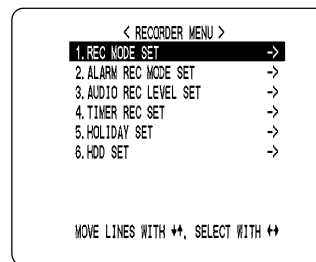 < RECORDER MENU >
1.REC MODE SET ->
2.ALARM REC MODE SET ->
3.AUDIO REC LEVEL SET ->
4.TIMER REC SET ->
5.HOLIDAY SET ->
6.HDD SET ->
MOVE LINES WITH ↓↑, SELECT WITH ←→